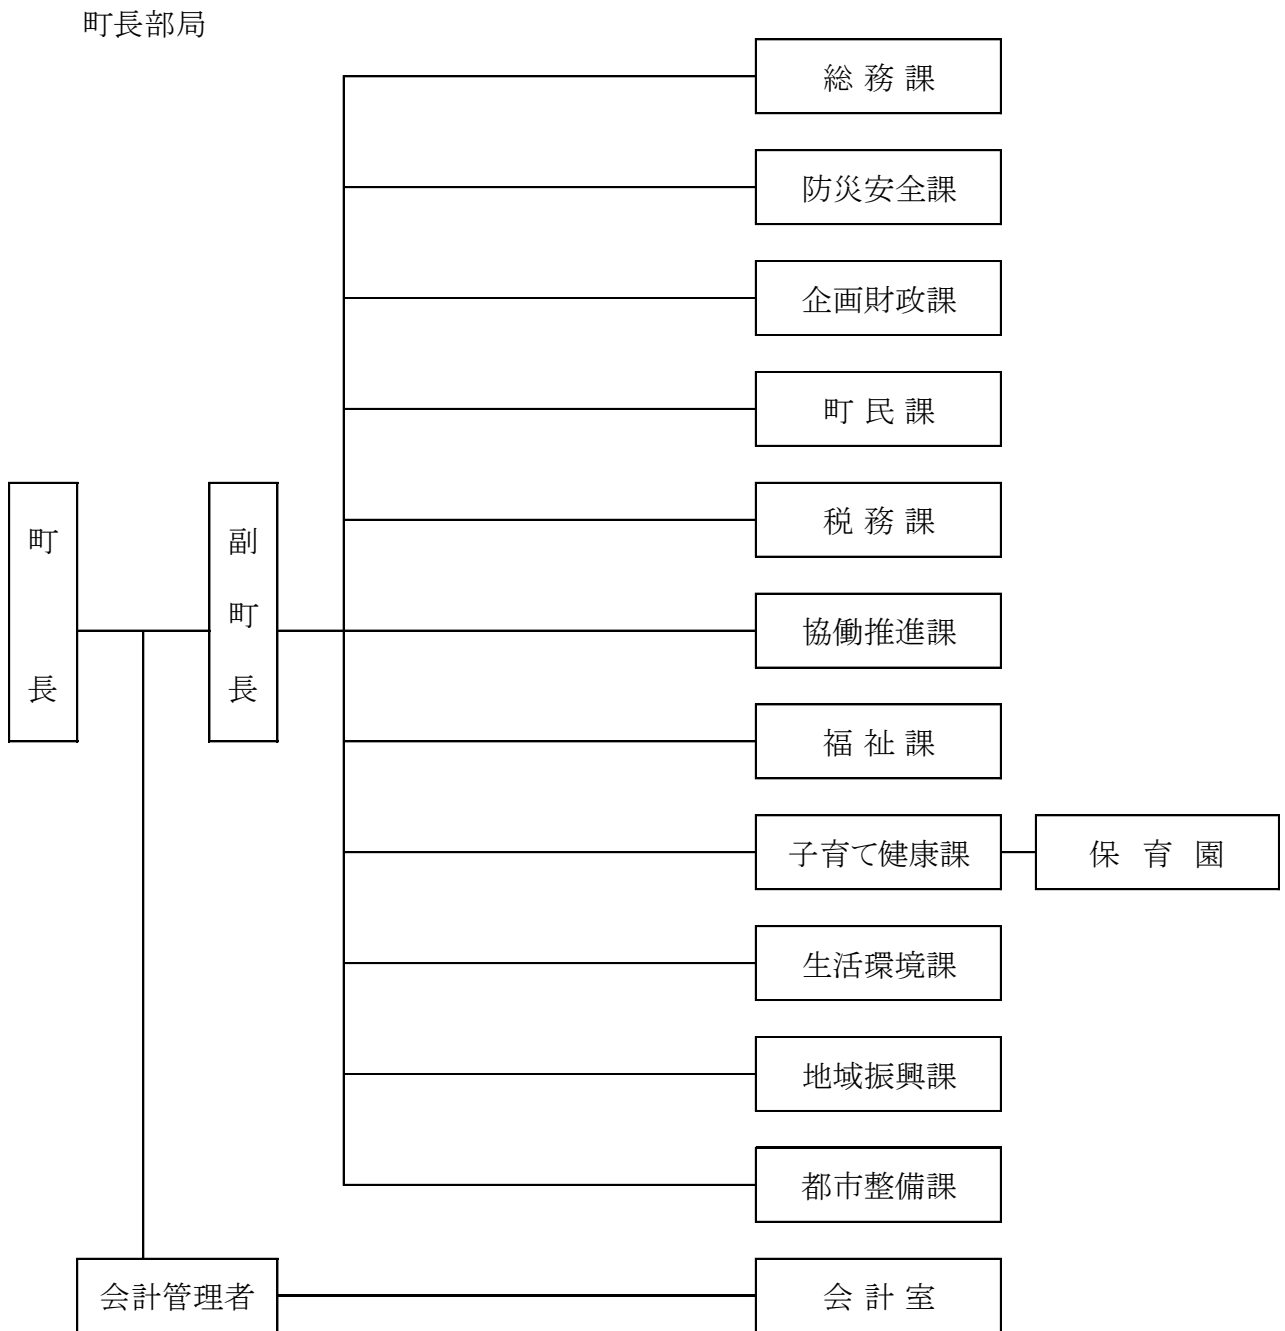 町長部局
総務課
防災安全課
企画財政課
町民課
税務課
町長
副町長
協働推進課
福祉課
子育て健康課
保育園
生活環境課
地域振興課
都市整備課
会計管理者
会計室